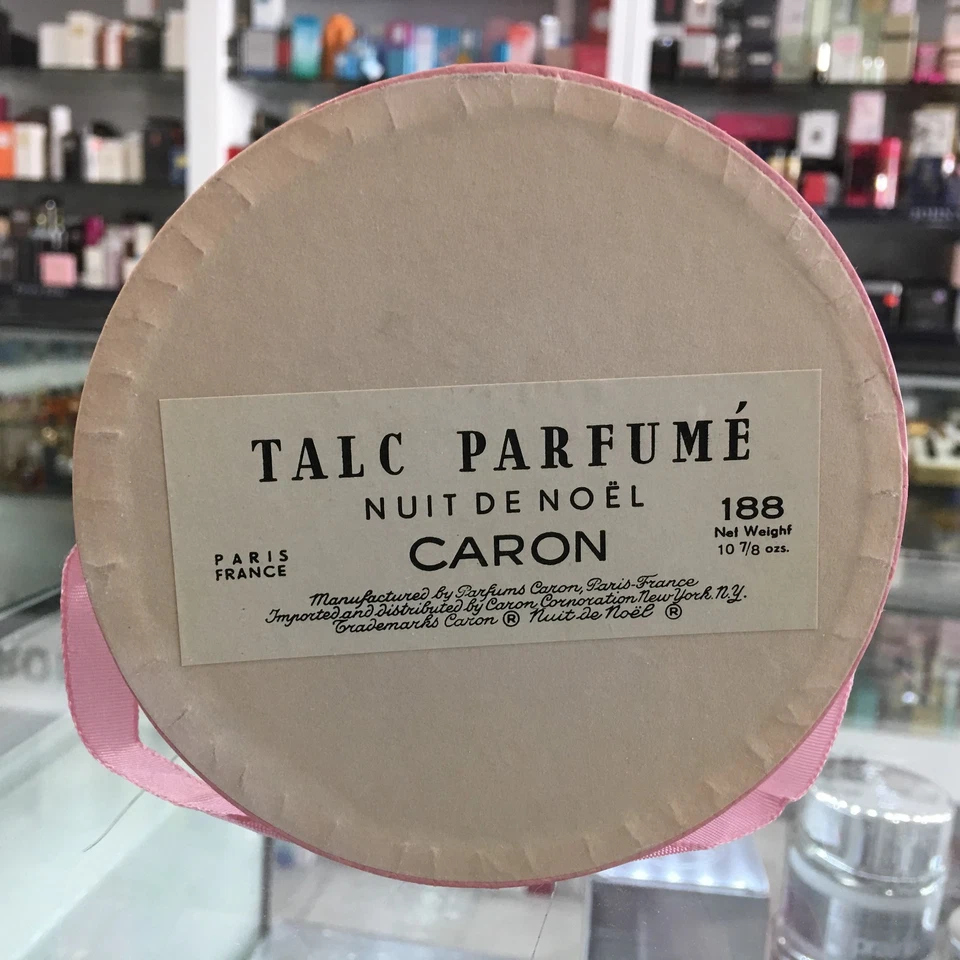 TALC PARFUMÉ
NUIT DE NOËL
188
Net Weight
10 7/8 ozs.
CARON
PARIS
FRANCE
Manufactured by Parfums Caron, Paris-France
Imported and distributed by Caron Corporation New York. N.Y.
Trademarks Caron ® Nuit de Noël ®